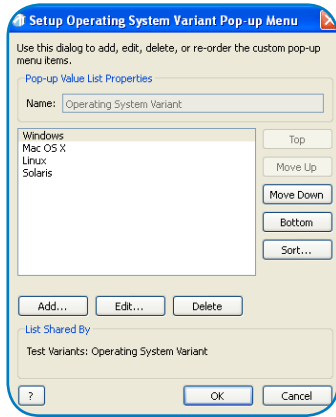 Setup Operating System Variant Pop-up Menu
Use this dialog to add, edit, delete, or re-order the custom pop-up
menu items.
Pop-up Value List Properties
Name: Operating System Variant
Windows
Mac OS X
Linux
Solaris
Top
Move Up
Move Down
Bottom
Sort...
Add... Edit... Delete
List Shared By
Test Variants: Operating System Variant
? OK Cancel